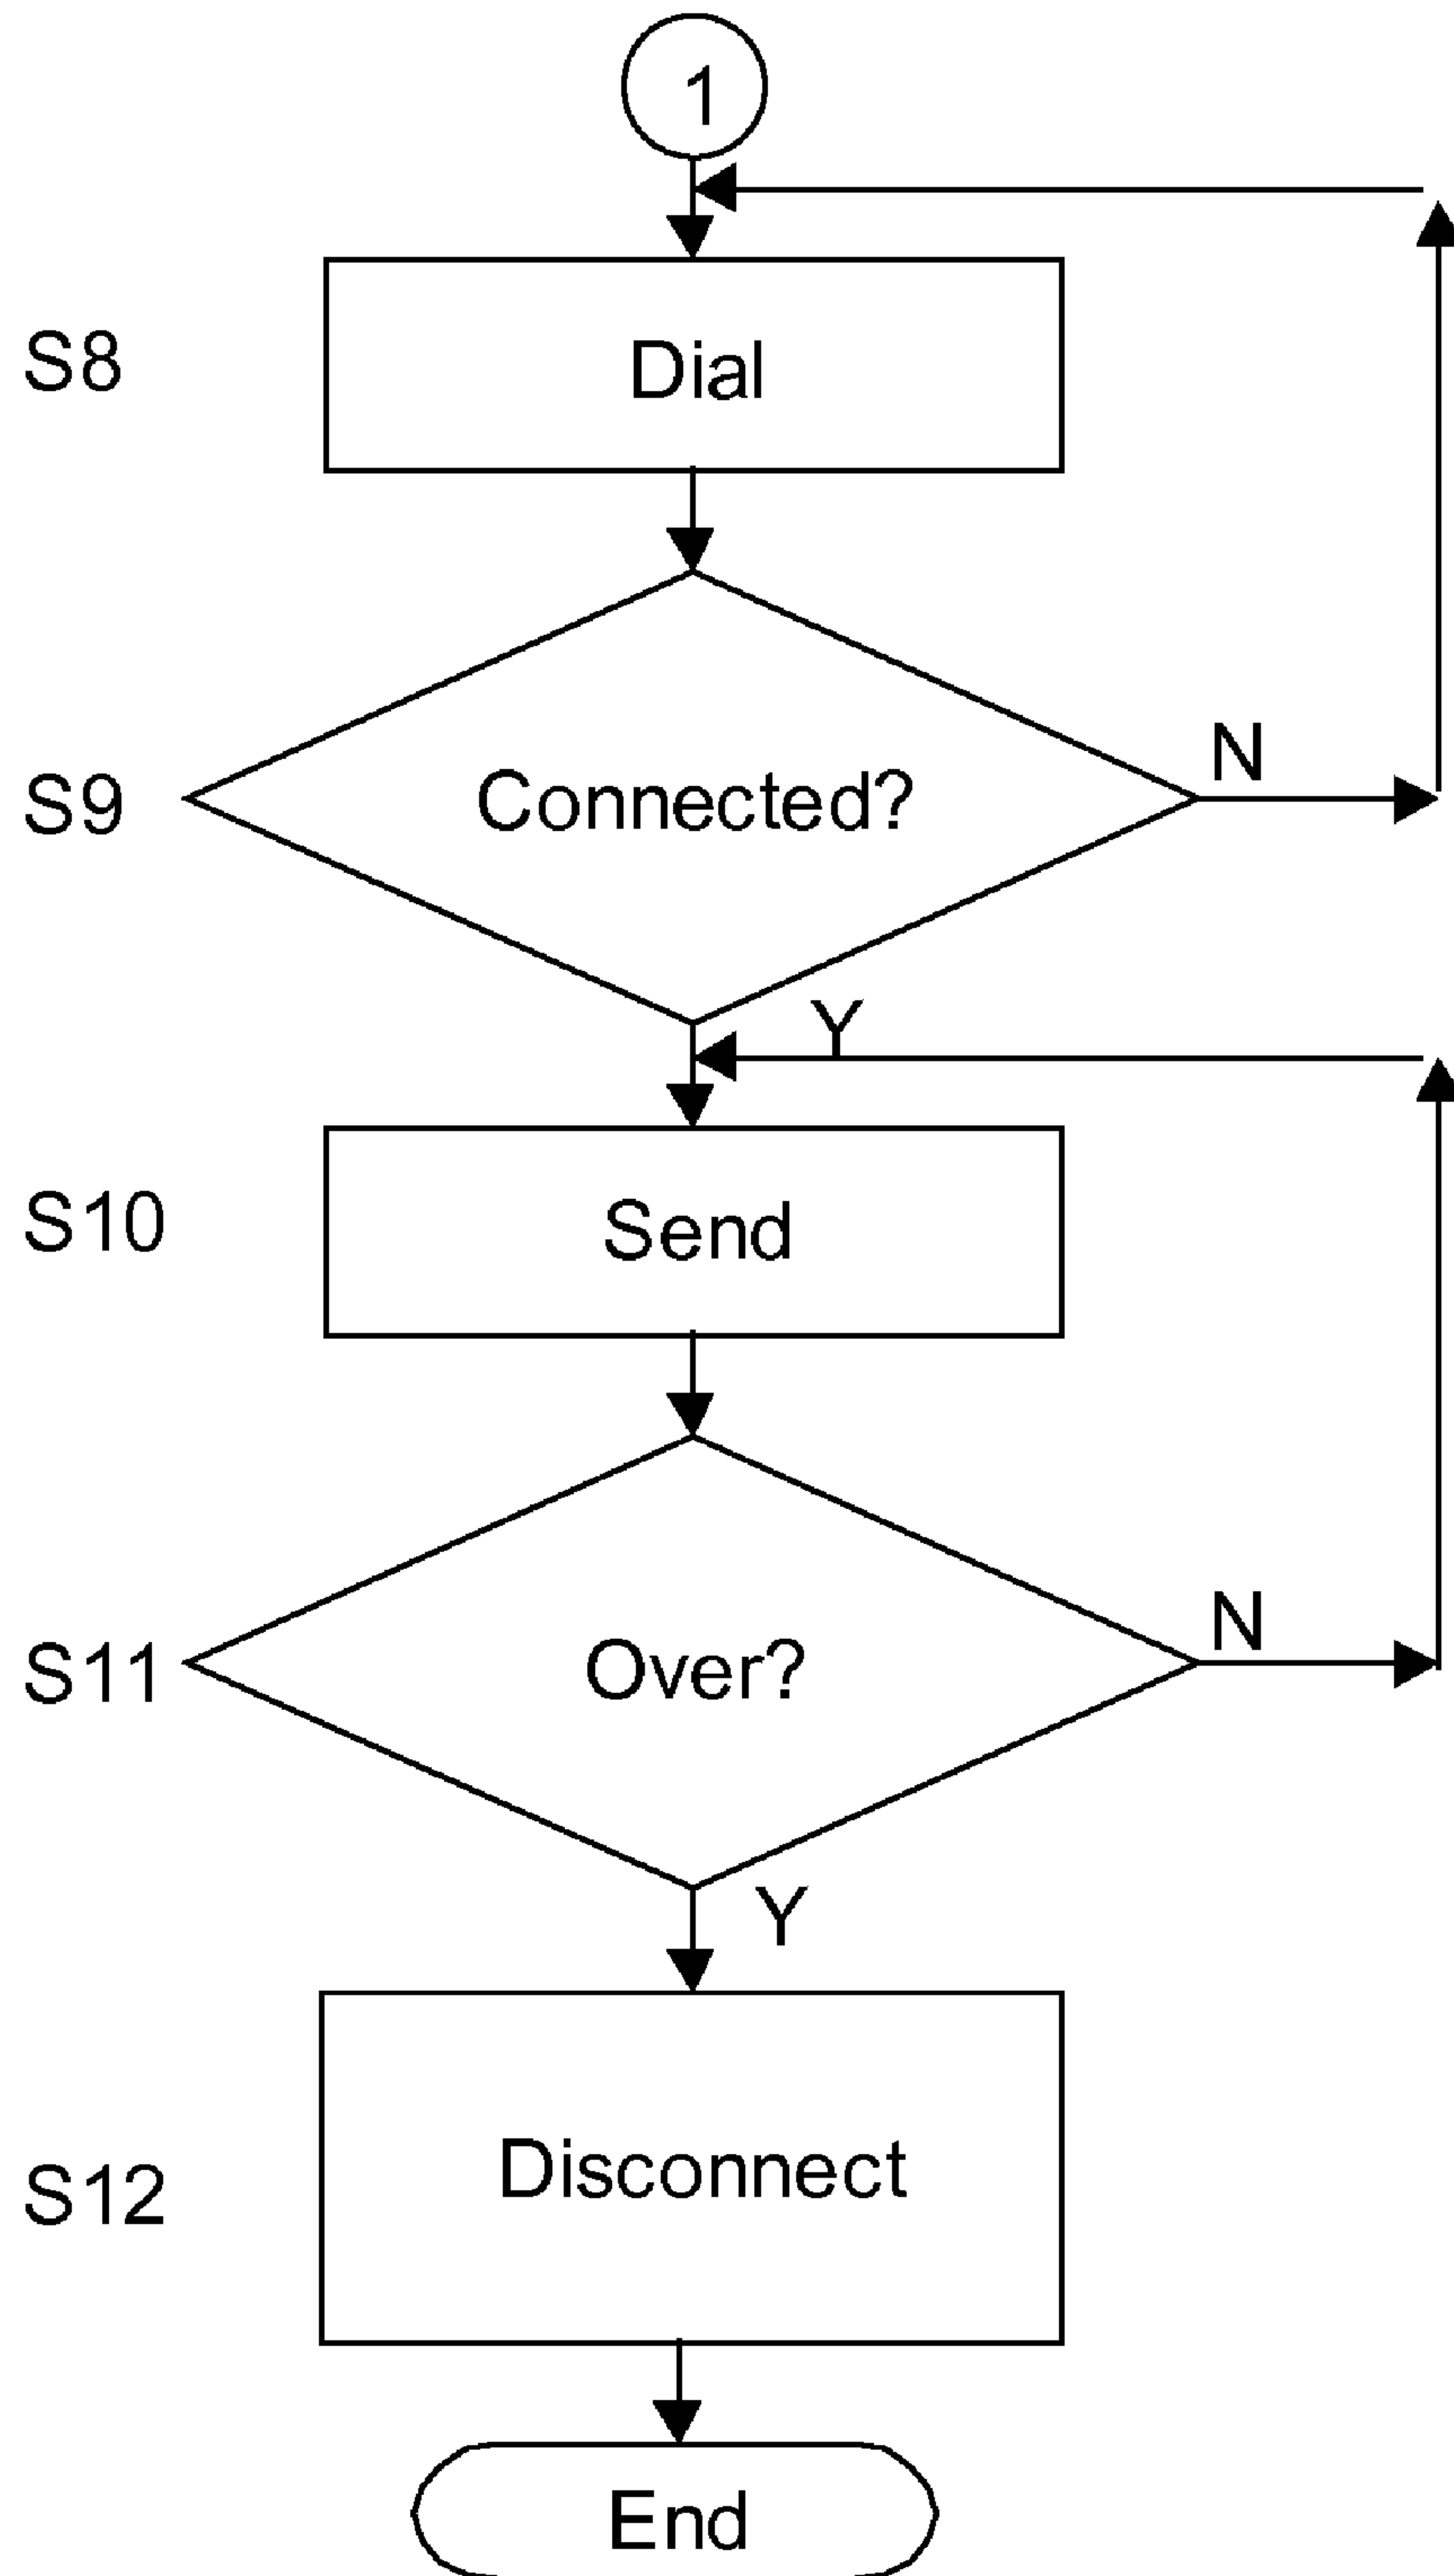 1
S8
Dial
S9
Connected?
N
Y
S10
Send
S11
Over?
N
Y
S12
Disconnect
End